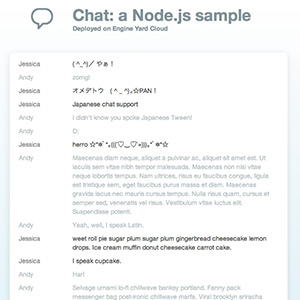 Chat: a Node.js sample
Deployed on Engine Yard Cloud
Jessica ( ^_^)／ やぁ！
Andy zomg!
Jessica オメデトウ ( ^ _ ^)｡☆PAN！
Jessica Japanese chat support
Andy I didn't know you spoke Japanese Tween!
Andy D:
Jessica herro
Andy Maecenas diam neque, aliquet a pulvinar ac, aliquet sit amet est. Ut
iaculis sem vitae nibh tempor malesuada. Maecenas non nisi vitae
neque lobortis tempus. Nam ultrices, risus eu faucibus congue, ligula
est tristique sem, eget faucibus purus massa et diam. Maecenas
gravida lacus nec mauris cursus tempus. Nulla quam, cursus et
semper sed, venenatis vel risus. Vestibulum vitae luctus elit.
Suspendisse potenti.
Andy Yeah, well, I speak Latin.
Jessica weet roll pie sugar plum sugar plum gingerbread cheesecake lemon
drops. Ice cream muffin donut cheesecake carrot cake.
Jessica I speak cupcake.
Andy Har!
Andy Selvage umami lo-fi chillwave bankey portland. Fanny pack
messenger bag post-ironic chillwave marfa. Viral brooklyn sriracha